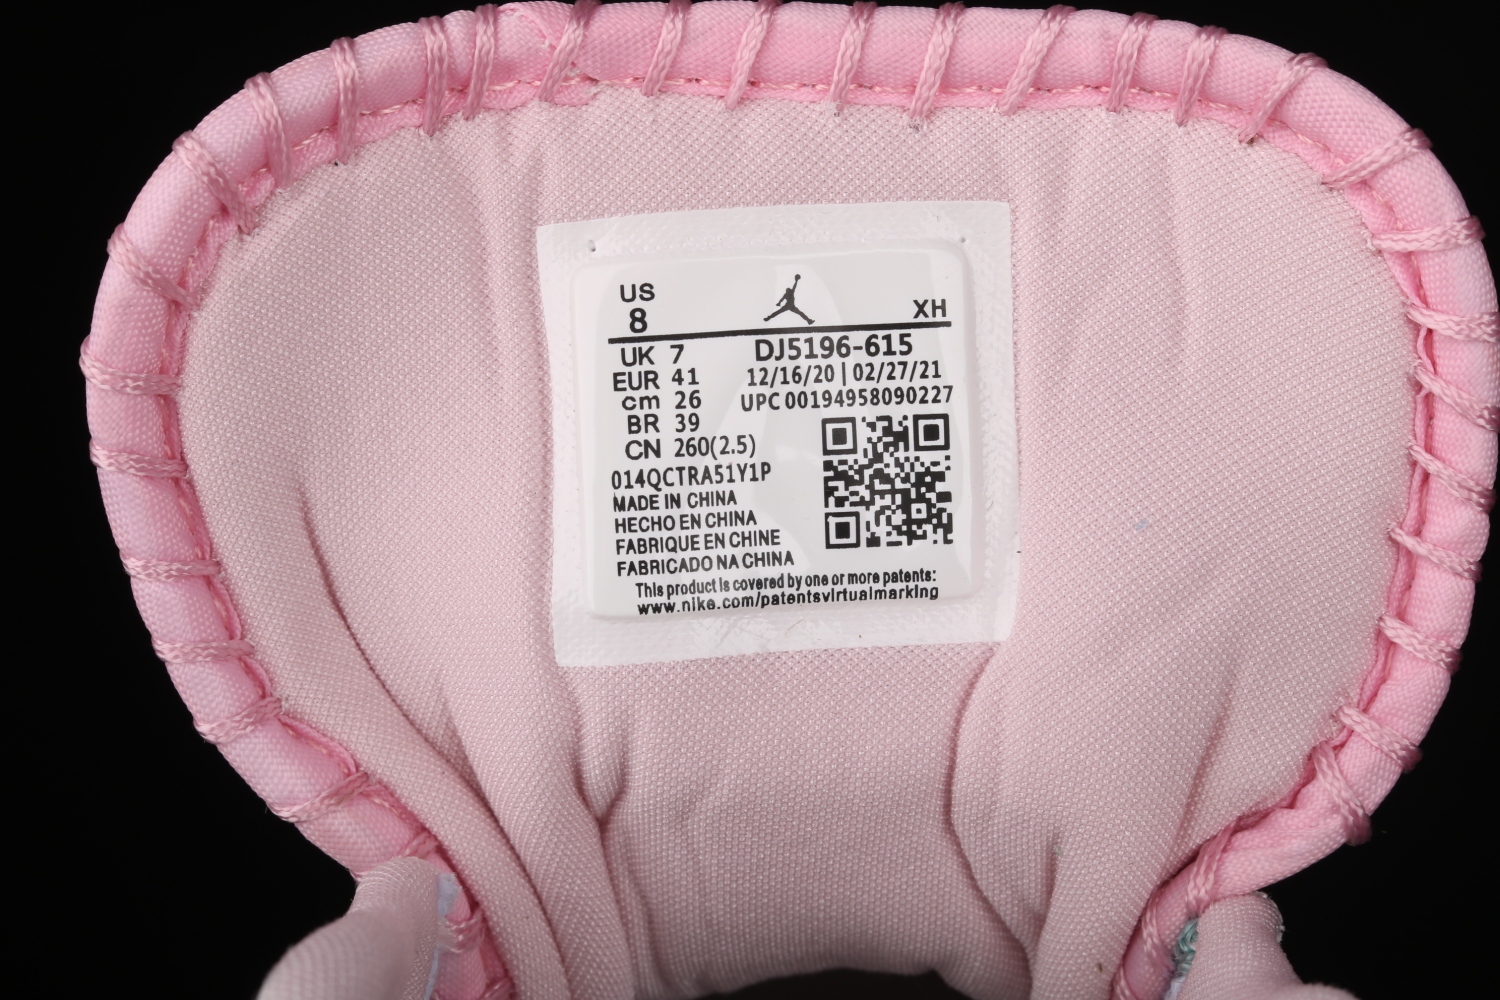 US
8
XH
UK 7
DJ5196-615
EUR 41
12/16/20 | 02/27/21
cm 26
UPC 00194958090227
BR 39
CN 260(2.5)
014QCTRA51Y1P
MADE IN CHINA
HECHO EN CHINA
FABRIQUE EN CHINE
FABRICADO NA CHINA
This product is covered by one or more patents:
www.nike.com/patentsvirtualmarking